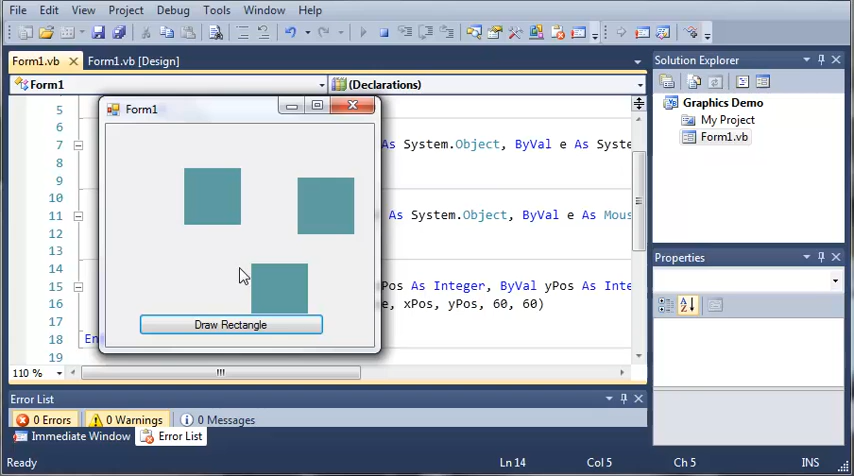 File Edit View Project Debug Tools Window Help
Form1.vb Form1.vb [Design]
Solution Explorer
Form1 (Declarations)
Graphics Demo
My Project
Form1.vb
5
Form1
6
7 As System.Object, ByVal e As Syste
8
9
10
11 As System.Object, ByVal e As Mous
12
13
14
15 Pos As Integer, ByVal yPos As Inte
16 e, xPos, yPos, 60, 60)
17
18 En
19
Draw Rectangle
Properties
110 %
Error List
0 Errors 0 Warnings 0 Messages
Immediate Window Error List
Ready Ln 14 Col 5 Ch 5 INS